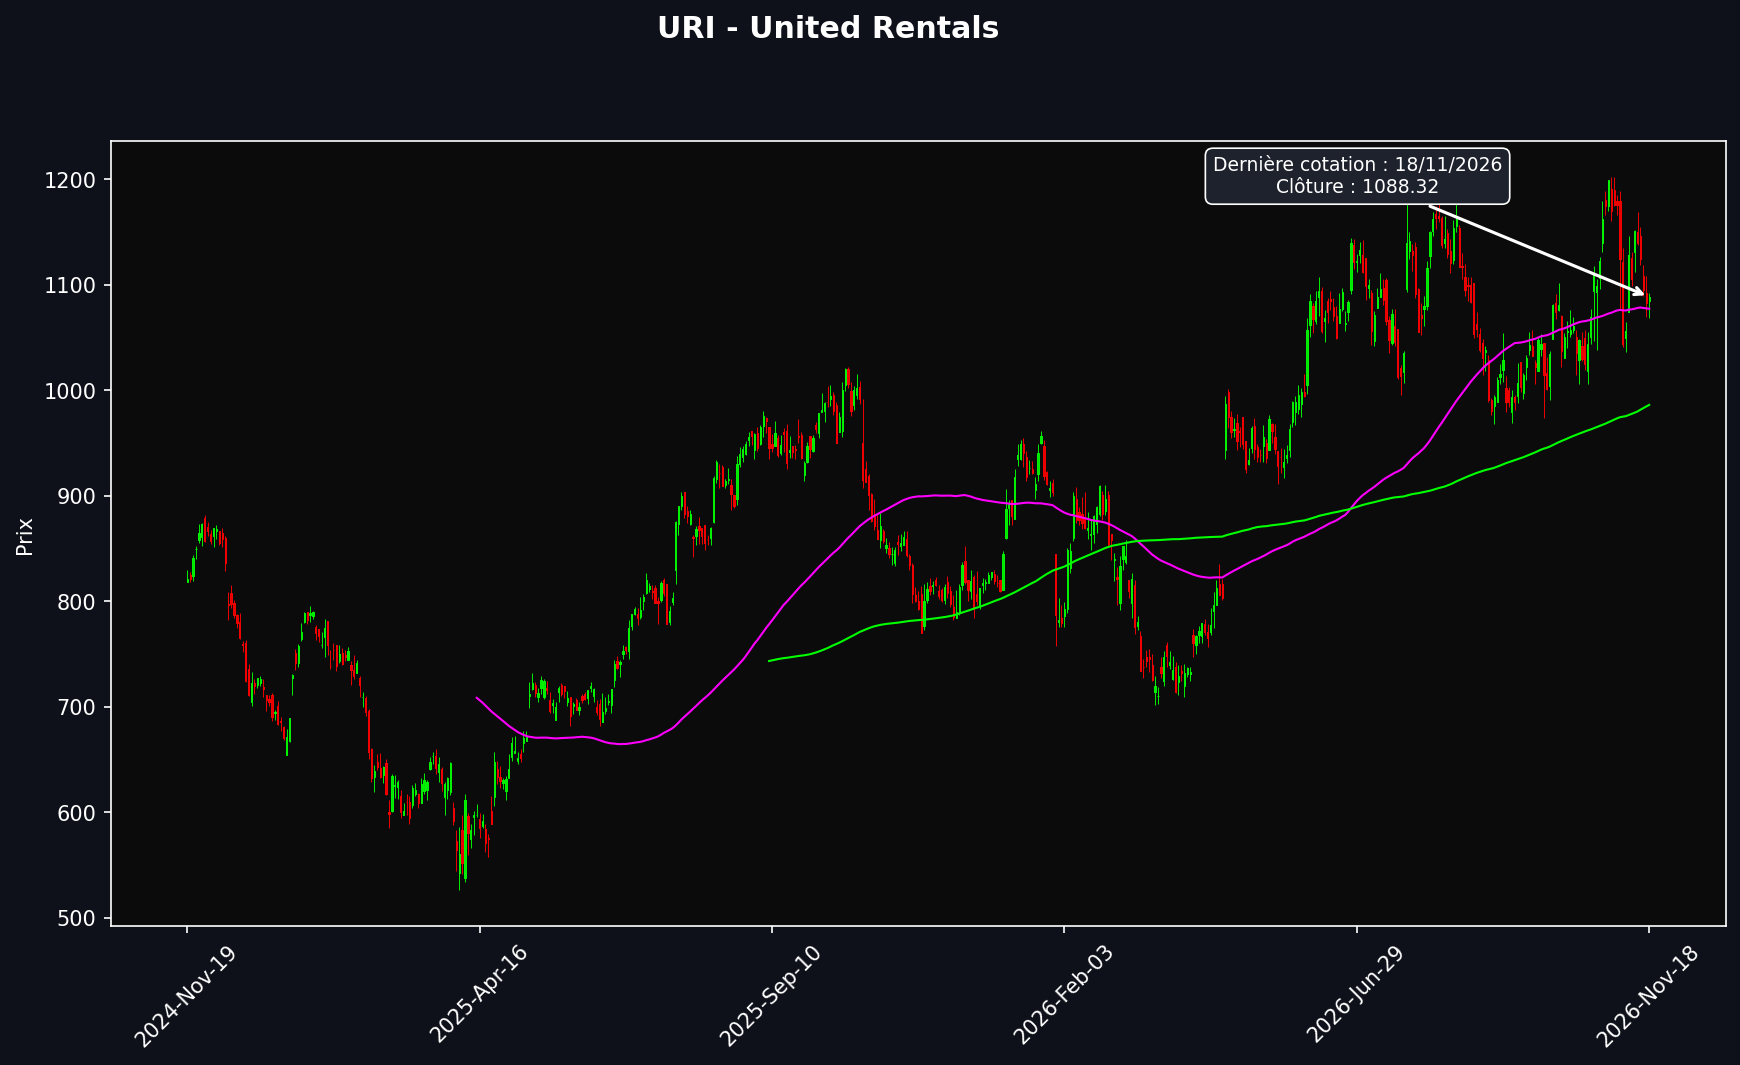 URI - United Rentals
Dernière cotation : 18/11/2026
Clôture : 1088.32
1200
1100
1000
900
800
700
600
500
Prix
2024-Nov-19
2025-Apr-16
2025-Sep-10
2026-Feb-03
2026-Jun-29
2026-Nov-18